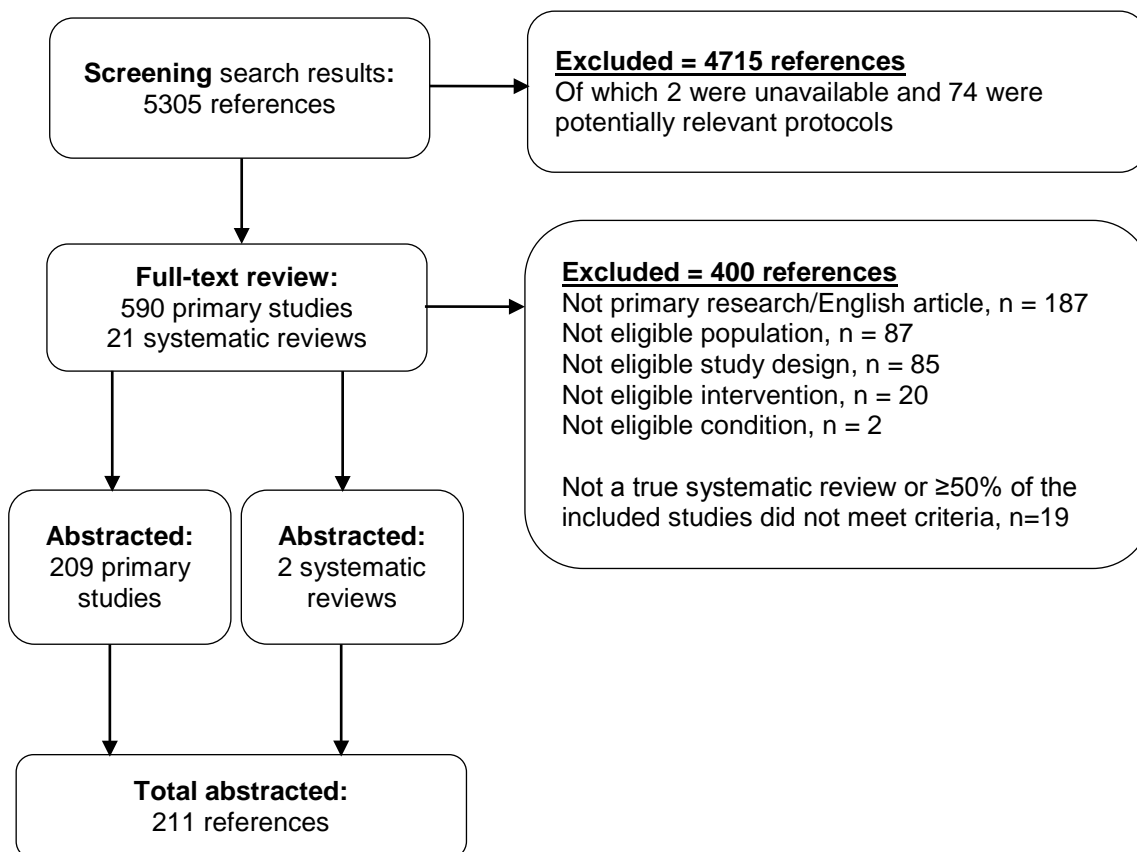 Screening search results:
5305 references
Excluded = 4715 references
Of which 2 were unavailable and 74 were
potentially relevant protocols
Full-text review:
590 primary studies
21 systematic reviews
Excluded = 400 references
Not primary research/English article, n = 187
Not eligible population, n = 87
Not eligible study design, n = 85
Not eligible intervention, n = 20
Not eligible condition, n = 2
Not a true systematic review or ≥50% of the
included studies did not meet criteria, n=19
Abstracted:
209 primary
studies
Abstracted:
2 systematic
reviews
Total abstracted:
211 references